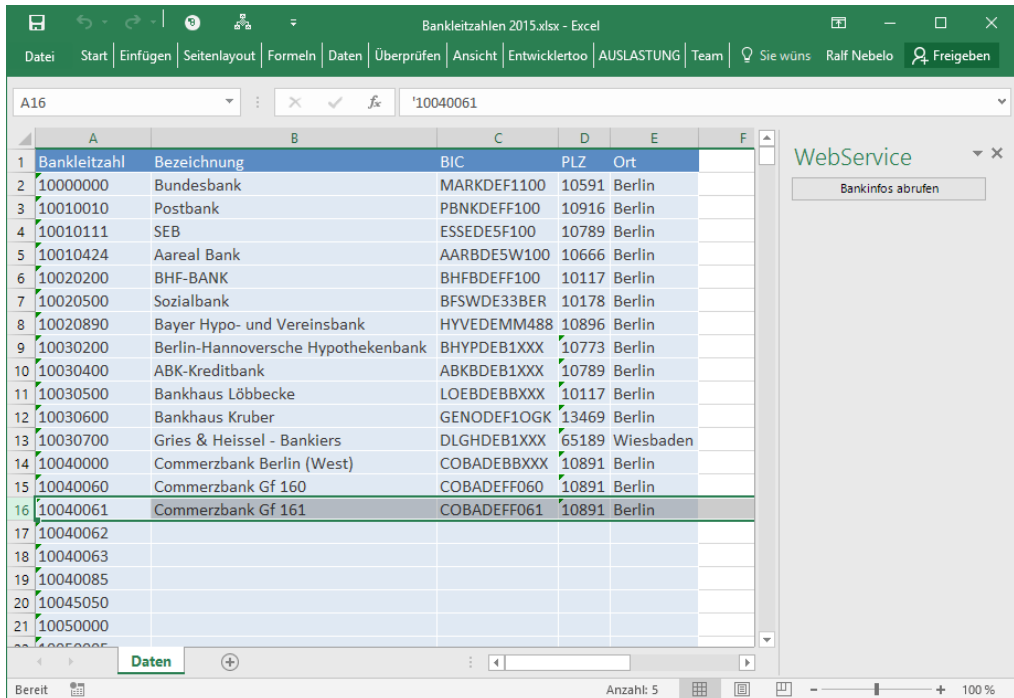 Bankleitzahlen 2015.xlsx - Excel
Datei Start Einfügen Seitenlayout Formeln Daten Überprüfen Ansicht Entwicklertoo AUSLASTUNG Team Sie wüns Ralf Nebelo Freigeben
A16 fx '10040061
A B C D E F
1 Bankleitzahl Bezeichnung BIC PLZ Ort
2 10000000 Bundesbank MARKDEF1100 10591 Berlin
3 10010010 Postbank PBNKDEFF100 10916 Berlin
4 10010111 SEB ESSEDE5F100 10789 Berlin
5 10010424 Aareal Bank AARBDE5W100 10666 Berlin
6 10020200 BHF-BANK BHFBDEFF100 10117 Berlin
7 10020500 Sozialbank BFSWDE33BER 10178 Berlin
8 10020890 Bayer Hypo- und Vereinsbank HYVEDEMM488 10896 Berlin
9 10030200 Berlin-Hannoversche Hypothekenbank BHYPDEB1XXX 10773 Berlin
10 10030400 ABK-Kreditbank ABKBDEB1XXX 10789 Berlin
11 10030500 Bankhaus Löbbecke LOEBDEBBXXX 10117 Berlin
12 10030600 Bankhaus Kruber GENODEF1OGK 13469 Berlin
13 10030700 Gries & Heissel - Bankiers DLGHDEB1XXX 65189 Wiesbaden
14 10040000 Commerzbank Berlin (West) COBADEBBXXX 10891 Berlin
15 10040060 Commerzbank Gf 160 COBADEFF060 10891 Berlin
16 10040061 Commerzbank Gf 161 COBADEFF061 10891 Berlin
17 10040062
18 10040063
19 10040085
20 10045050
21 10050000
WebService
Bankinfos abrufen
Daten
Bereit Anzahl: 5 100 %